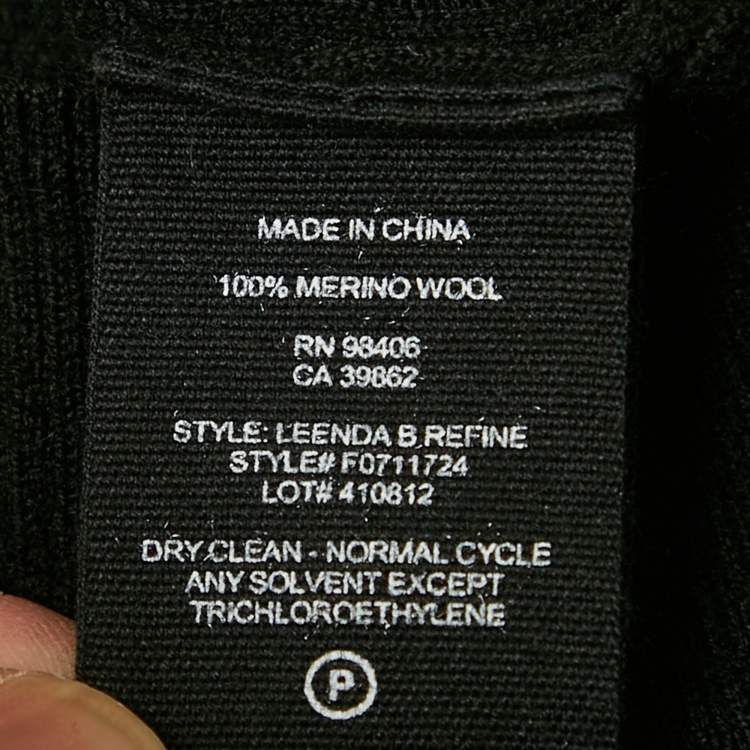 MADE IN CHINA
100% MERINO WOOL
RN 98406
CA 39862
STYLE: LEENDA B REFINE
STYLE# F0711724
LOT# 410812
DRY CLEAN - NORMAL CYCLE
ANY SOLVENT EXCEPT
TRICHLOROETHYLENE
P